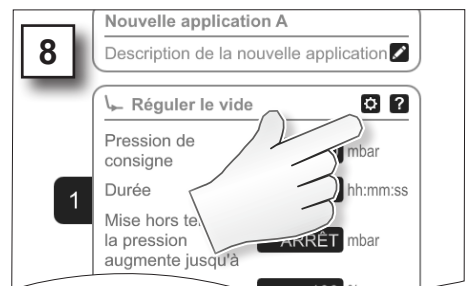 8
Nouvelle application A
Description de la nouvelle application
Réguler le vide
?
Pression de
consigne
mbar
1
Durée
hh:mm:ss
Mise hors
la pression
augmente jusqu'à
ARRÊT mbar